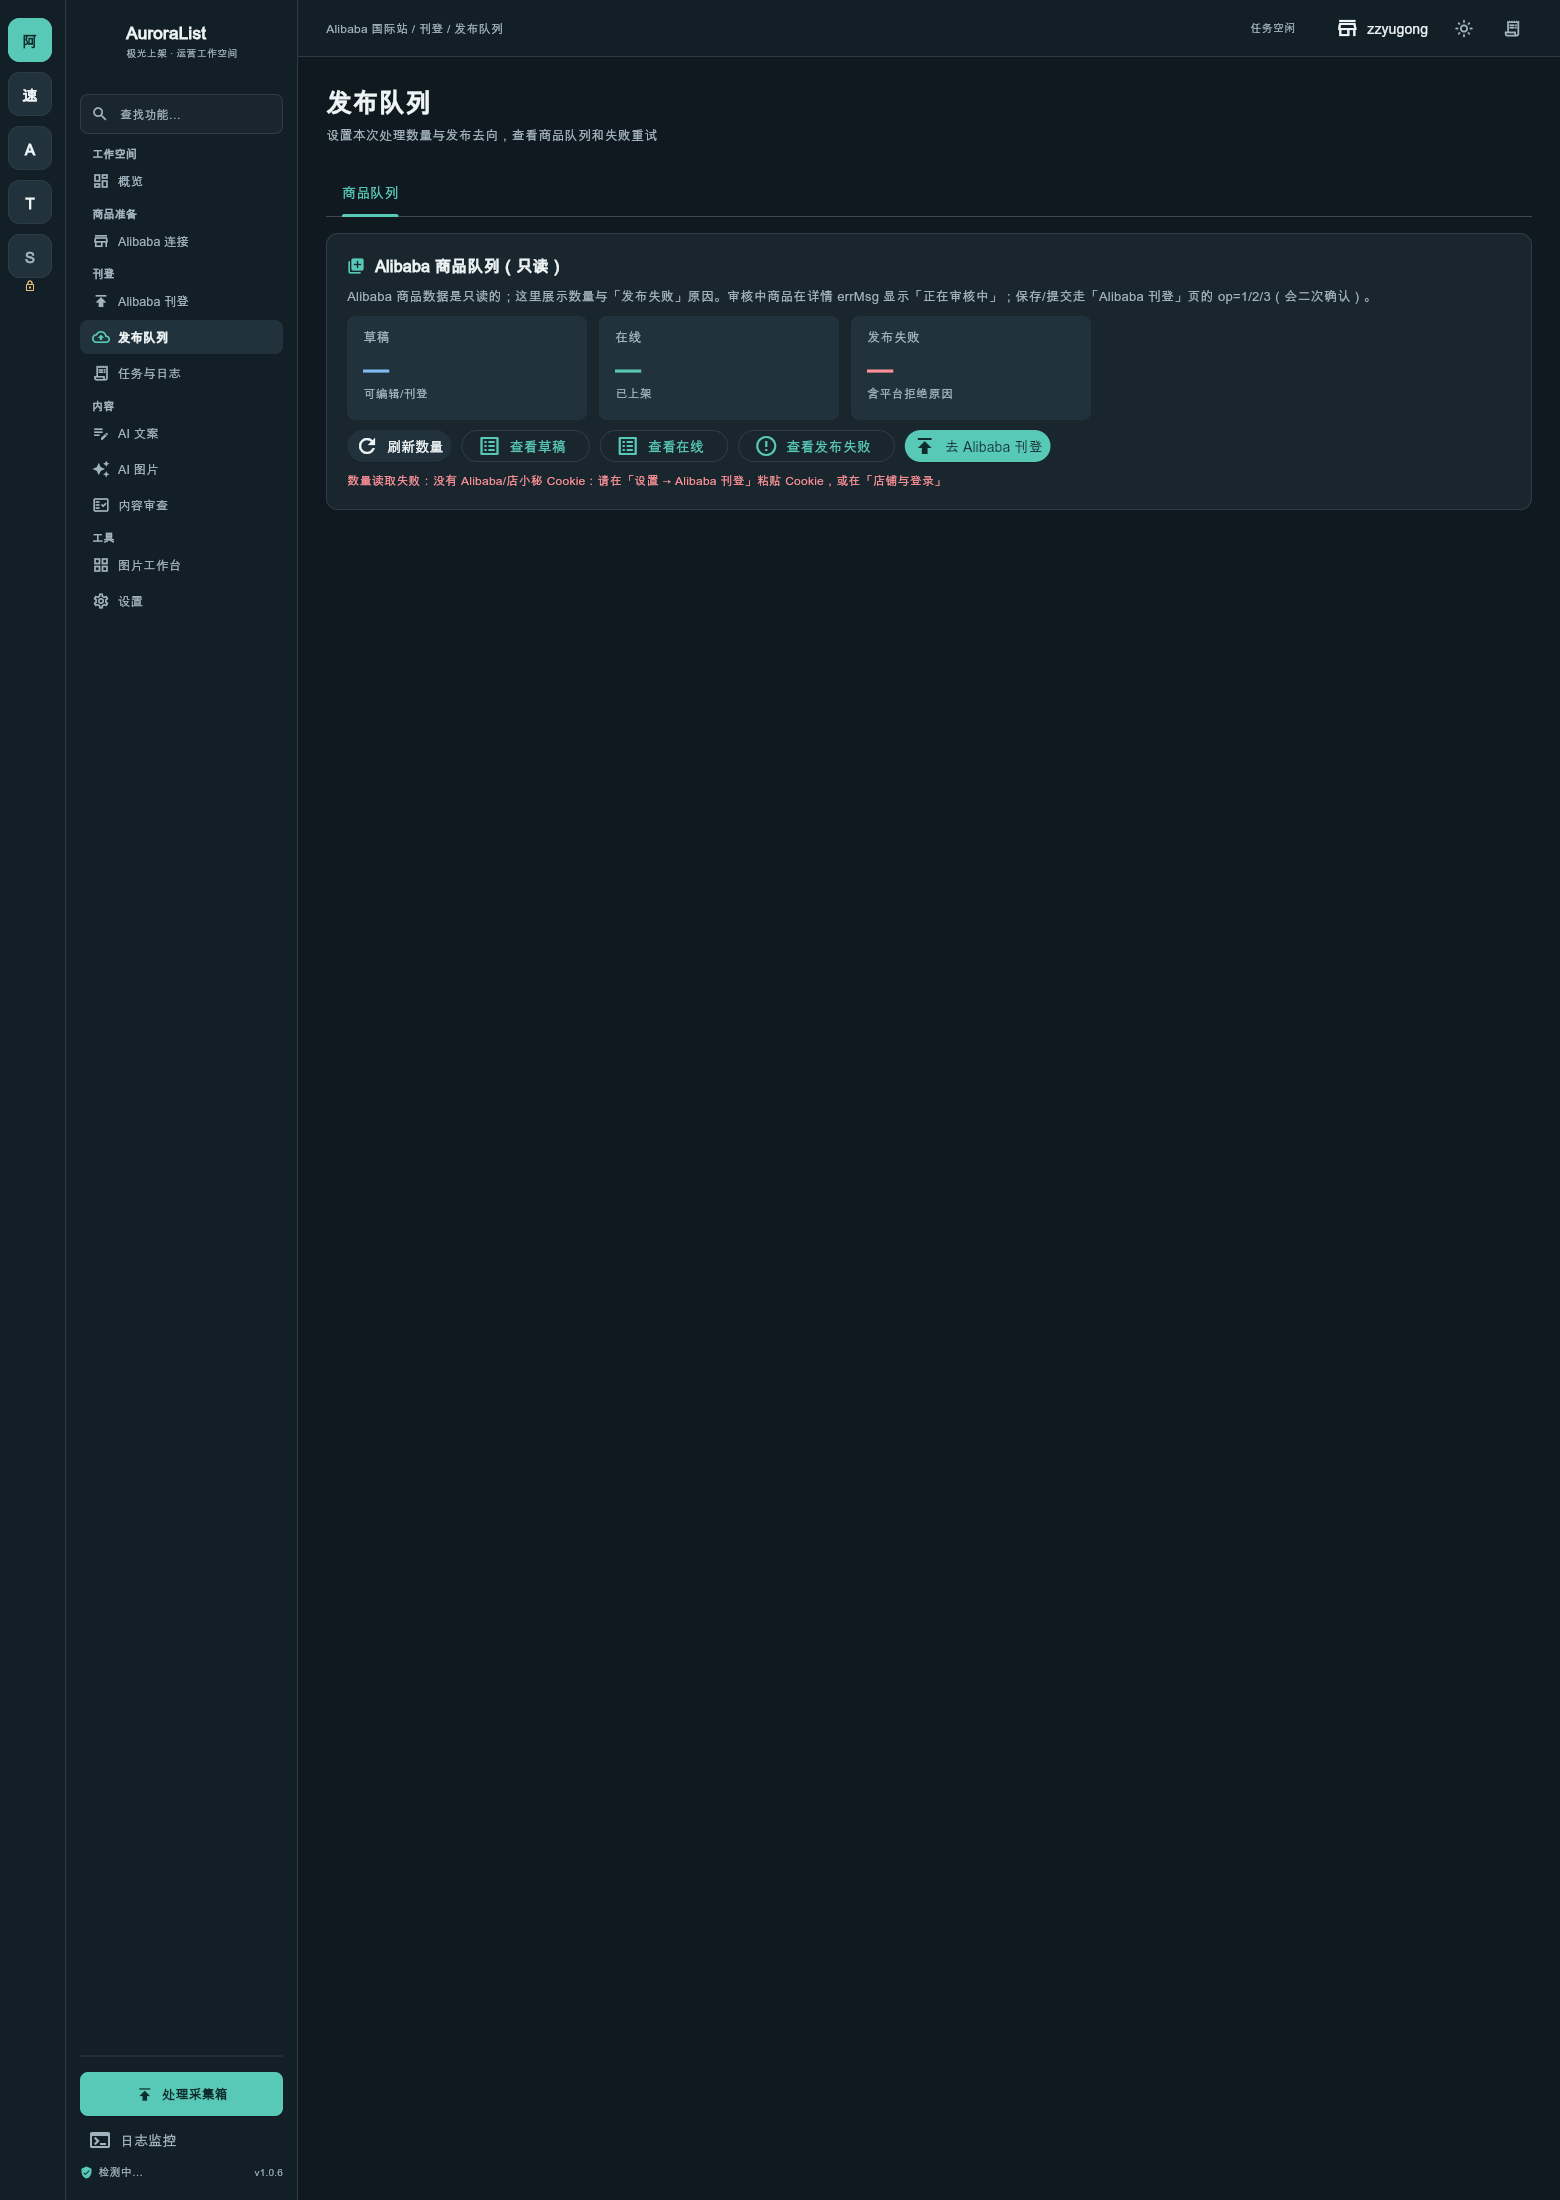 阿
速
A
T
S
AuroraList
极光上架 · 运营工作空间
查找功能...
工作空间
概览
商品准备
Alibaba 连接
刊登
Alibaba 刊登
发布队列
任务与日志
内容
AI 文案
AI 图片
内容审查
工具
图片工作台
设置
处理采集箱
日志监控
检测中...
v1.0.6
Alibaba 国际站 / 刊登 / 发布队列
任务空闲
zzyugong
发布队列
设置本次处理数量与发布去向，查看商品队列和失败重试
商品队列
Alibaba 商品队列（只读）
Alibaba 商品数据是只读的；这里展示数量与「发布失败」原因。审核中商品在详情 errMsg 显示「正在审核中」；保存/提交走「Alibaba 刊登」页的 op=1/2/3（会二次确认）。
草稿
—
可编辑/刊登
在线
—
已上架
发布失败
—
含平台拒绝原因
刷新数量
查看草稿
查看在线
查看发布失败
去 Alibaba 刊登
数量读取失败：没有 Alibaba/店小秘 Cookie：请在「设置 → Alibaba 刊登」粘贴 Cookie，或在「店铺与登录」